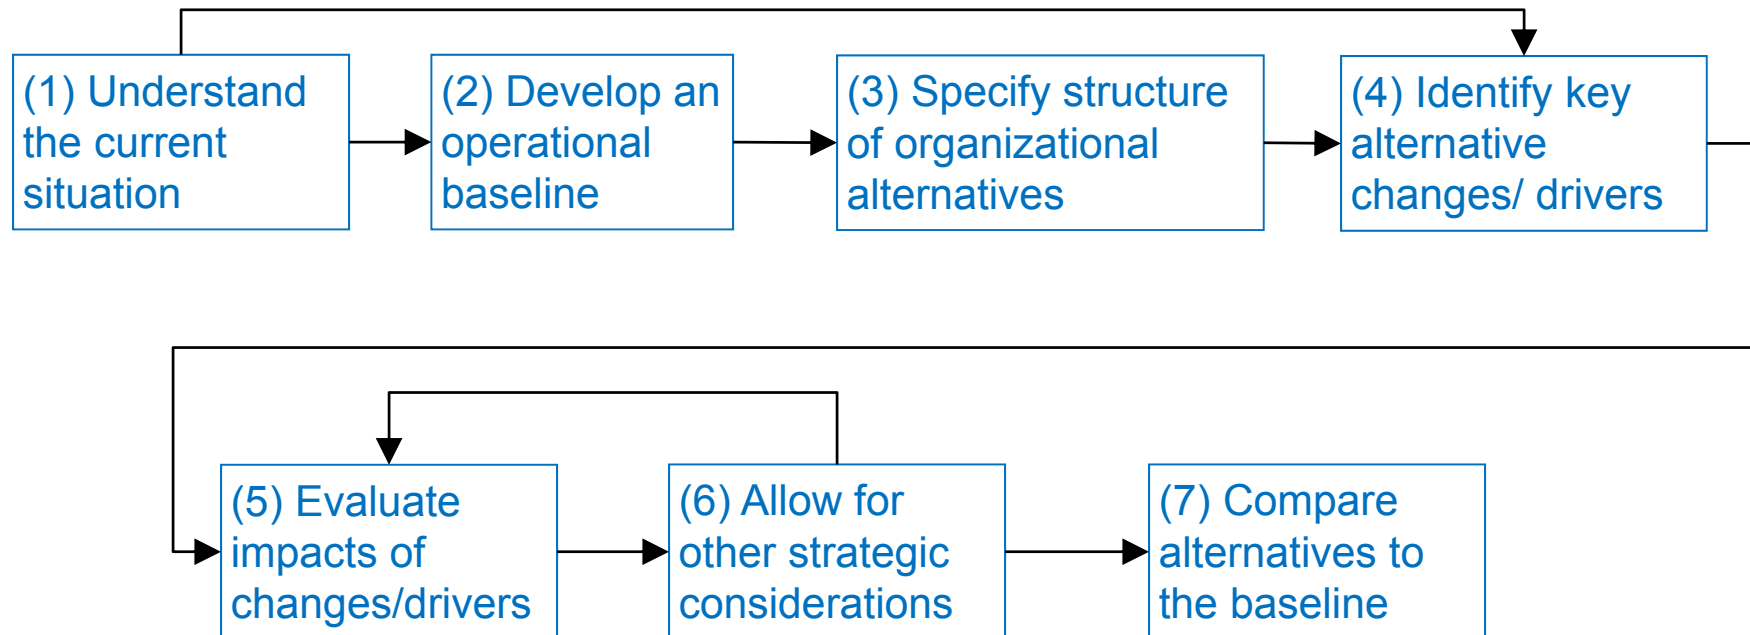 (1) Understand
the current
situation
(2) Develop an
operational
baseline
(3) Specify structure
of organizational
alternatives
(4) Identify key
alternative
changes/ drivers
(5) Evaluate
impacts of
changes/drivers
(6) Allow for
other strategic
considerations
(7) Compare
alternatives to
the baseline